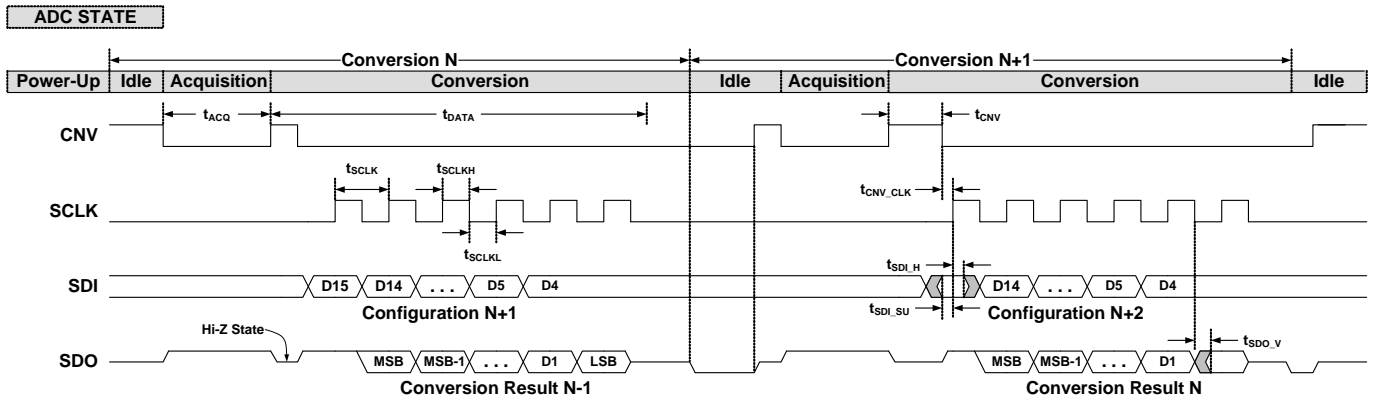 ADC STATE
Conversion N
Conversion N+1
Power-Up Idle Acquisition Conversion Idle Acquisition Conversion Idle
CNV
tACQ
tDATA
tCNV
SCLK
tSCLK
tSCLKH
tSCLKL
tCNV_CLK
SDI
D15 D14 . . . D5 D4
tSDI_H
D14 . . . D5 D4
Configuration N+1
tSDI_SU
Configuration N+2
Hi-Z State
tSDO_V
SDO
MSB MSB-1 . . . D1 LSB
MSB MSB-1 . . . D1
Conversion Result N-1
Conversion Result N